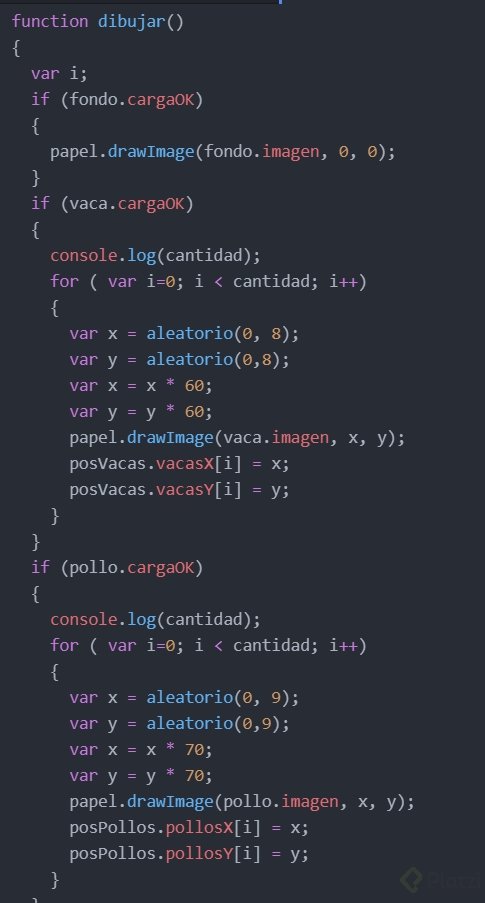 function dibujar()
{
var i;
if (fondo.cargaOK)
{
papel.drawImage(fondo.imagen, 0, 0);
}
if (vaca.cargaOK)
{
console.log(cantidad);
for ( var i=0; i < cantidad; i++)
{
var x = aleatorio(0, 8);
var y = aleatorio(0,8);
var x = x * 60;
var y = y * 60;
papel.drawImage(vaca.imagen, x, y);
posVacas.vacasX[i] = x;
posVacas.vacasY[i] = y;
}
}
if (pollo.cargaOK)
{
console.log(cantidad);
for ( var i=0; i < cantidad; i++)
{
var x = aleatorio(0, 9);
var y = aleatorio(0,9);
var x = x * 70;
var y = y * 70;
papel.drawImage(pollo.imagen, x, y);
posPollos.pollosX[i] = x;
posPollos.pollosY[i] = y;
}
Platzi